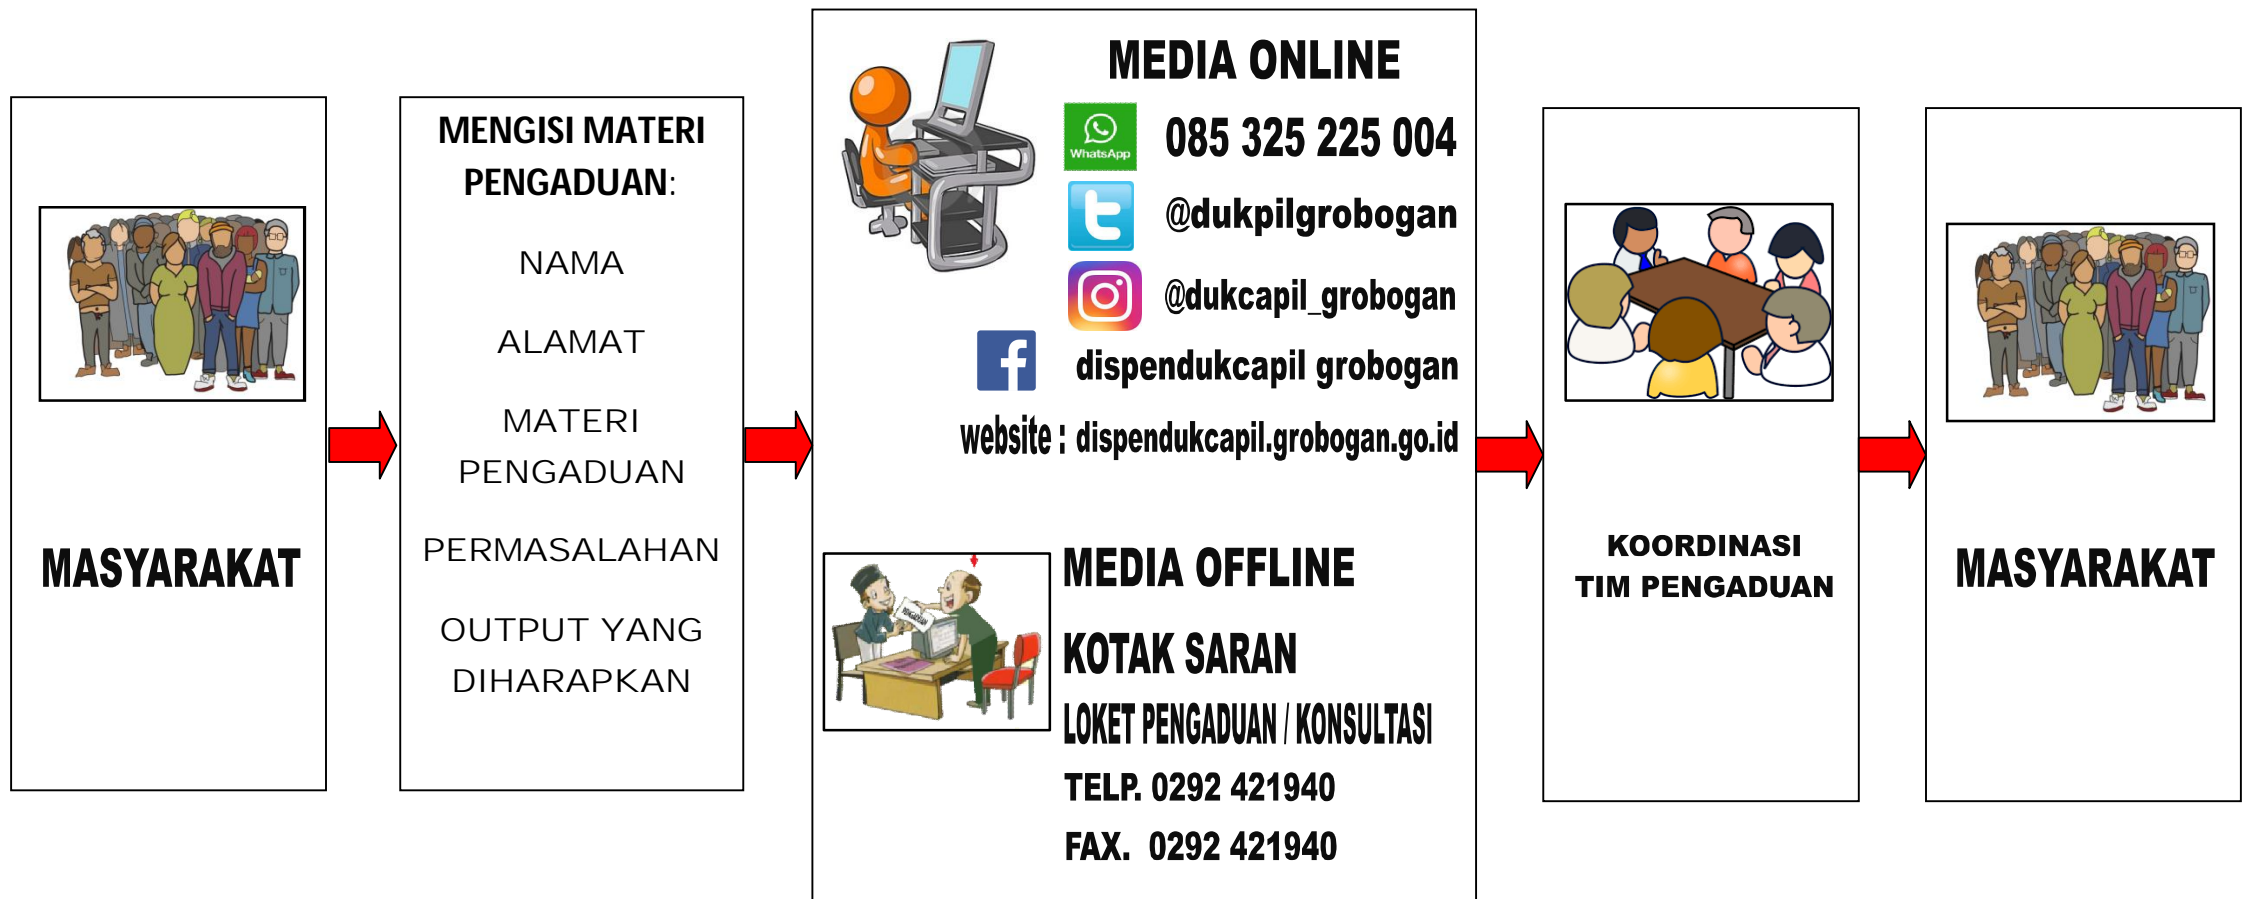 MASYARAKAT
MENGISI MATERI
PENGADUAN:
NAMA
ALAMAT
MATERI
PENGADUAN
PERMASALAHAN
OUTPUT YANG
DIHARAPKAN
MEDIA ONLINE
WhatsApp
085 325 225 004
@dukpilgrobogan
@dukcapil_grobogan
dispendukcapil grobogan
website : dispendukcapil.grobogan.go.id
PENGADUAN
MEDIA OFFLINE
KOTAK SARAN
LOKET PENGADUAN / KONSULTASI
TELP. 0292 421940
FAX. 0292 421940
KOORDINASI
TIM PENGADUAN
MASYARAKAT